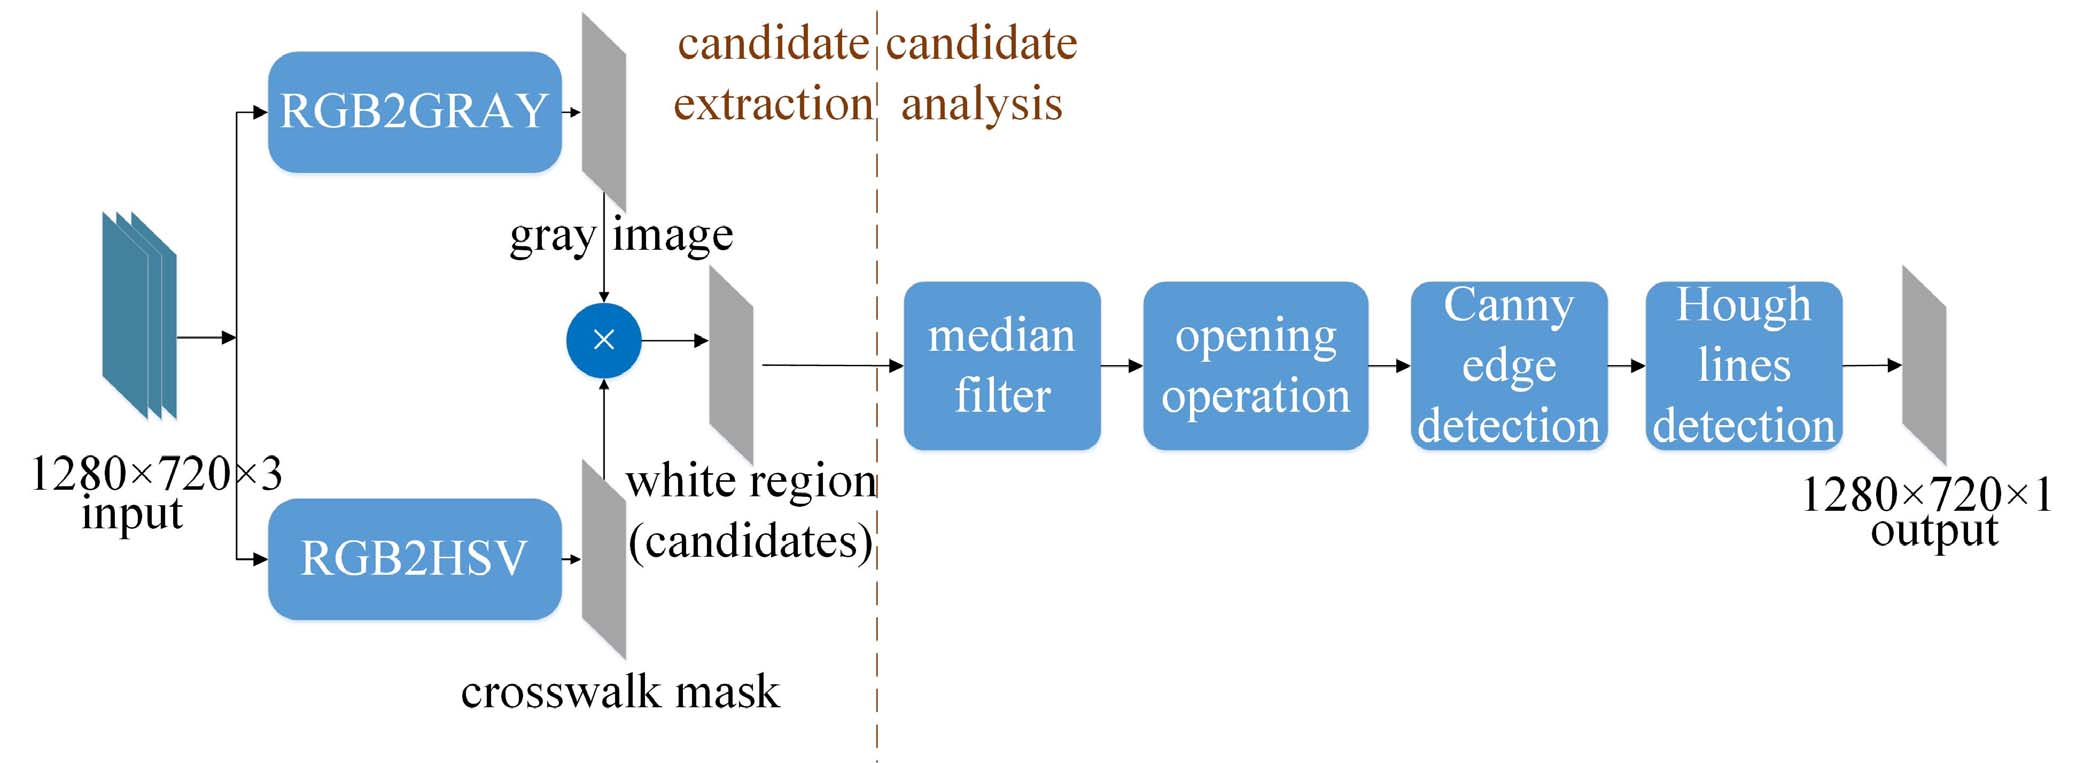 candidate
extraction
candidate
analysis
RGB2GRAY
gray image
1280×720×3
input
×
RGB2HSV
crosswalk mask
white region
(candidates)
median
filter
opening
operation
Canny
edge
detection
Hough
lines
detection
1280×720×1
output